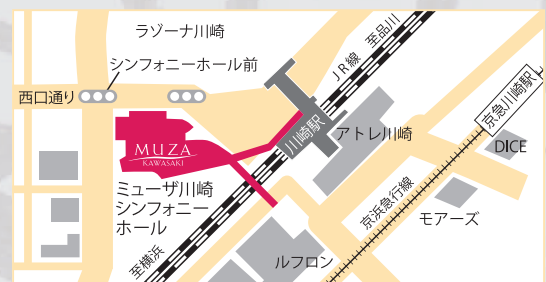 ラゾーナ川崎
シンフォニーホール前
西口通り
JR線
至品川
MUZA
KAWASAKI
川崎駅
アトレ川崎
京急川崎駅
DICE
ミューザ川崎
シンフォニー
ホール
京浜急行線
モアーズ
至横浜
ルフロン